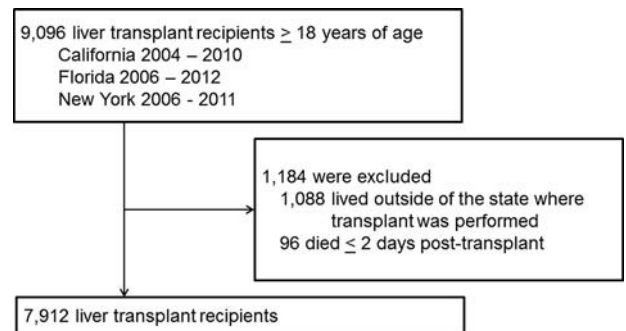 9,096 liver transplant recipients ≥ 18 years of age
California 2004 – 2010
Florida 2006 – 2012
New York 2006 - 2011
1,184 were excluded
1,088 lived outside of the state where
transplant was performed
96 died ≤ 2 days post-transplant
7,912 liver transplant recipients